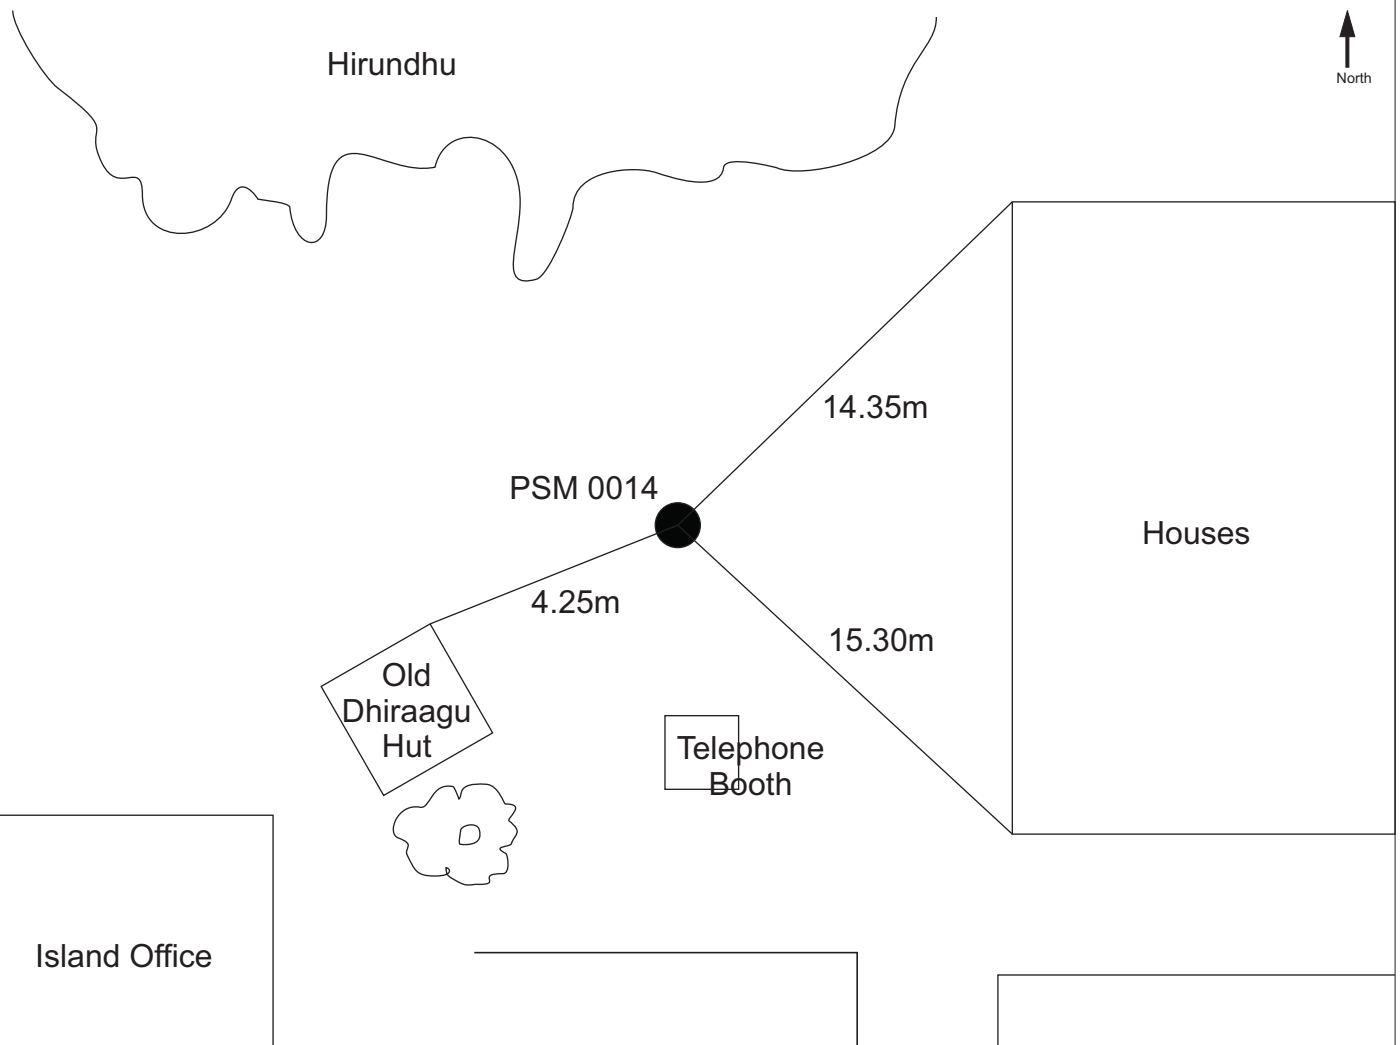 Hirundhu
North
14.35m
PSM 0014
Houses
4.25m
15.30m
Old
Dhiraagu
Hut
Telephone
Booth
Island Office